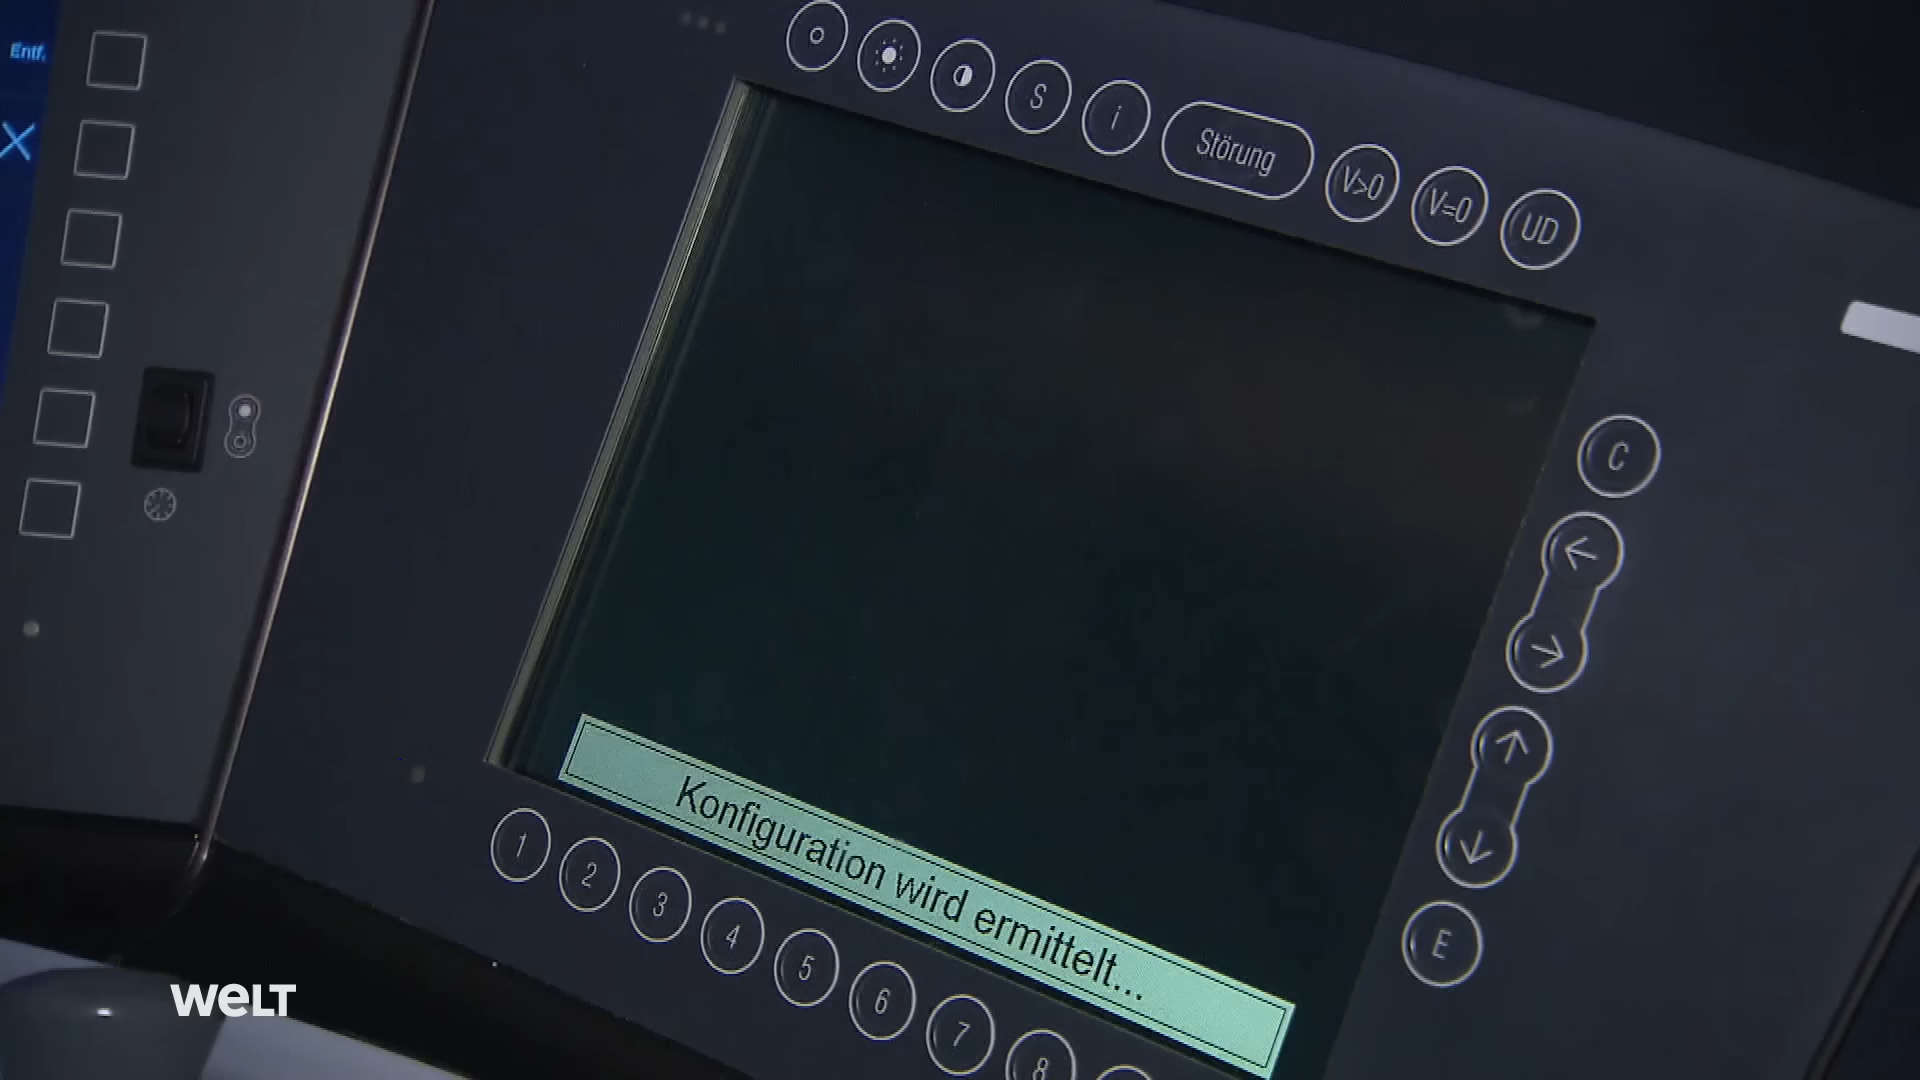 Entf.
S
i
Störung
V>0
V=0
UD
C
E
Konfiguration wird ermittelt...
1
2
3
4
5
6
7
8
WELT